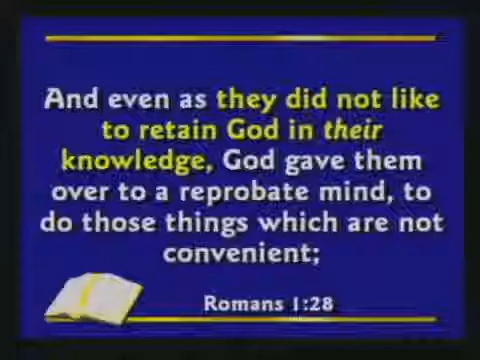 And even as they did not like
to retain God in their
knowledge, God gave them
over to a reprobate mind, to
do those things which are not
convenient;
Romans 1:28